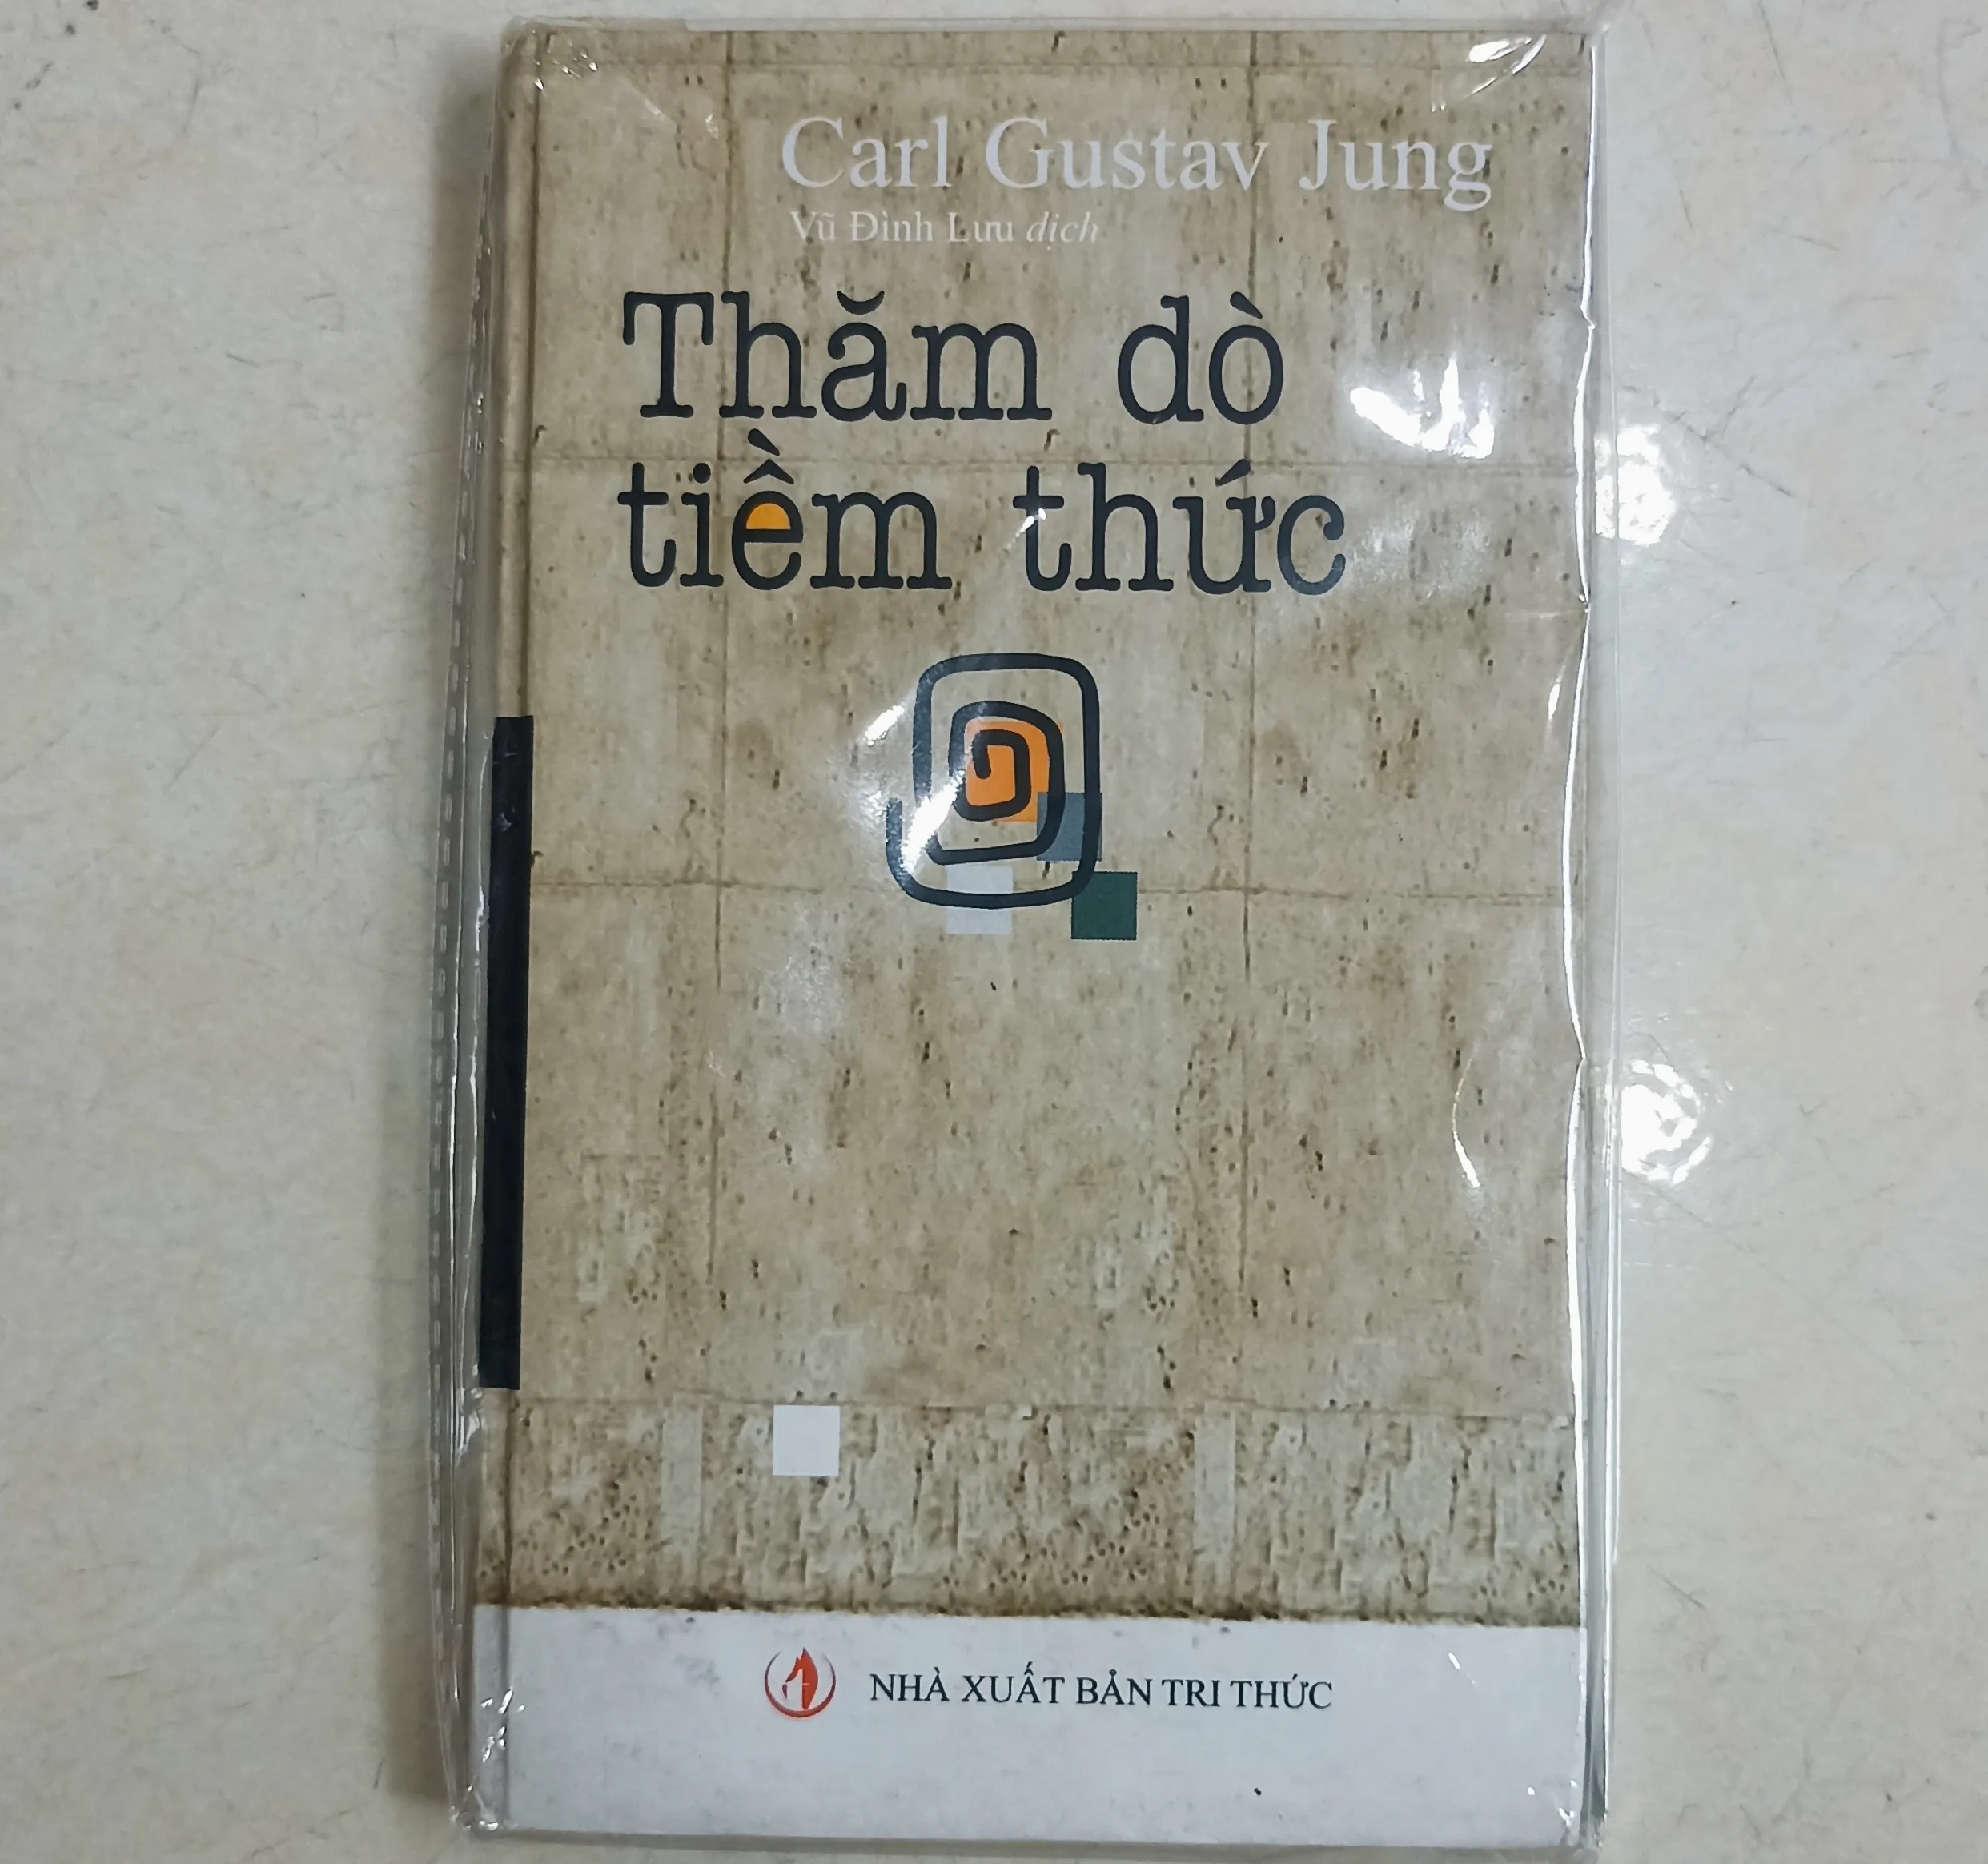 Carl Gustav Jung
Vũ Đình Lưu dịch
Thăm dò
tiềm thức
NHÀ XUẤT BẢN TRI THỨC